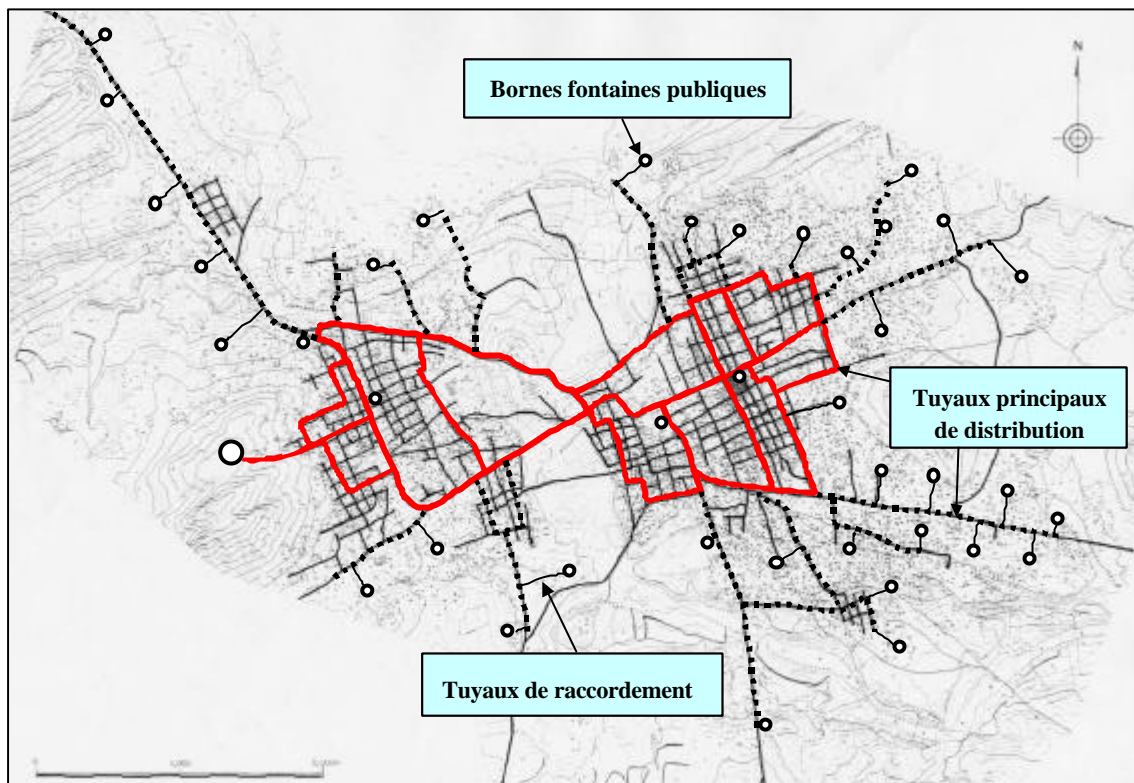 N
Bornes fontaines publiques
Tuyaux principaux
de distribution
Tuyaux de raccordement